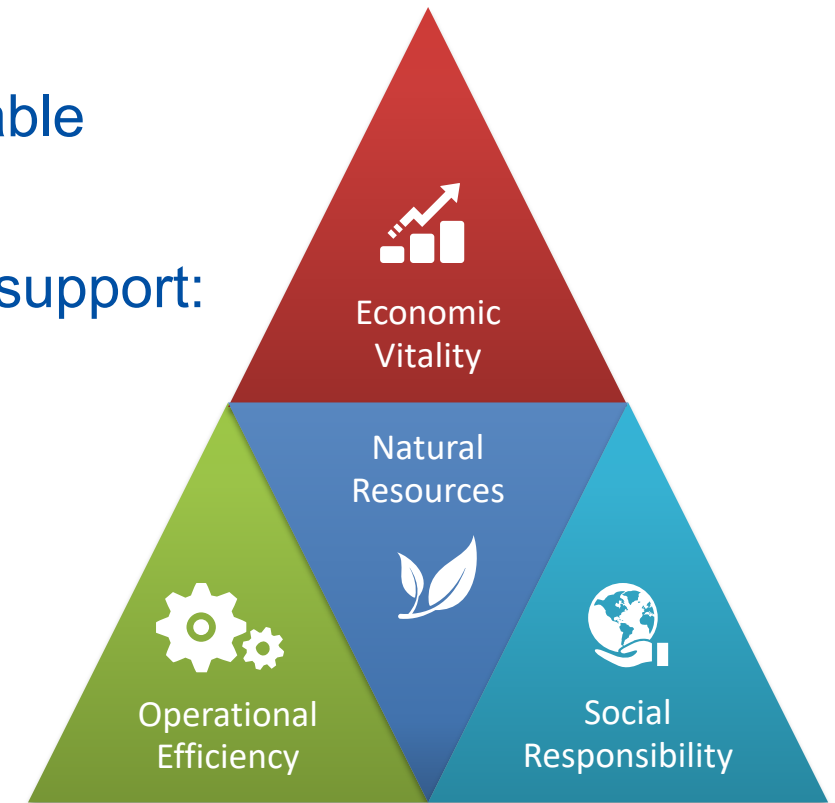 able
support:
Economic
Vitality
Natural
Resources
Operational
Efficiency
Social
Responsibility